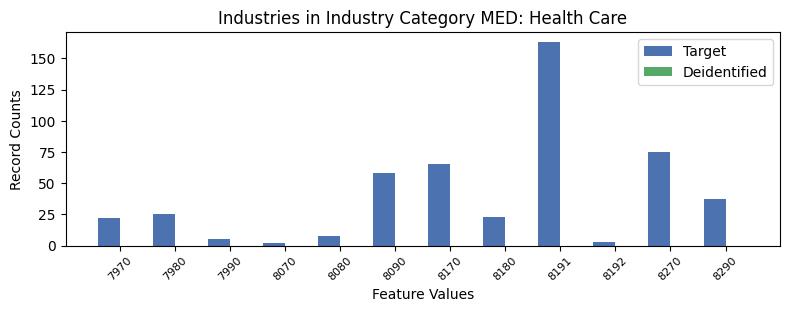 Industries in Industry Category MED: Health Care
Target
Deidentified
Record Counts
150
125
100
75
50
25
0
7970 7980 7990 8070 8080 8090 8170 8180 8191 8192 8270 8290
Feature Values